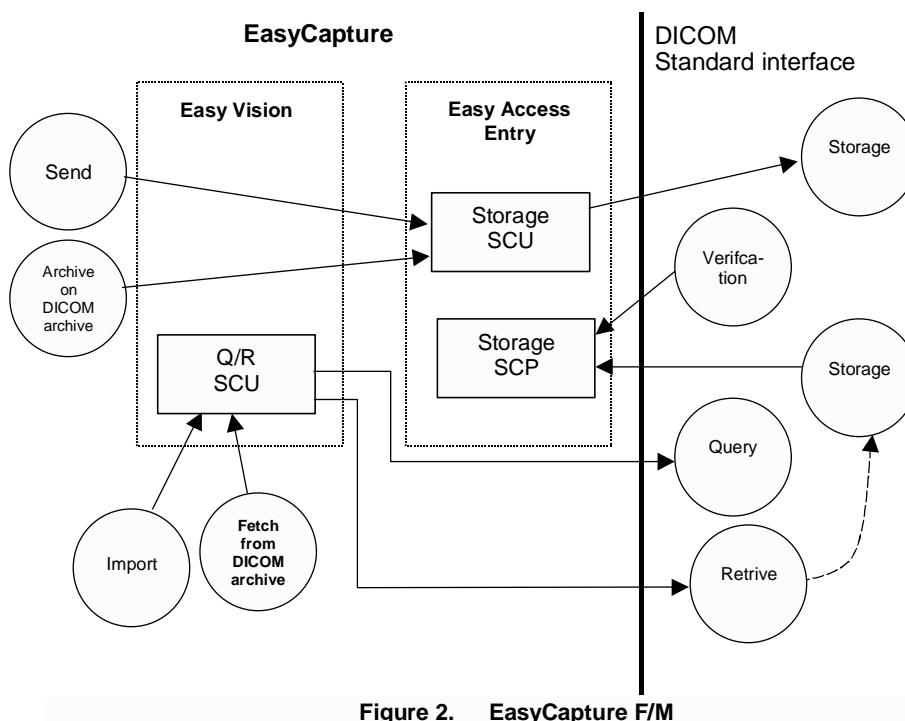 EasyCapture
DICOM
Standard interface
Easy Vision
Easy Access
Entry
Send
Storage
SCU
Storage
Archive
on
DICOM
archive
Verifca-
tion
Q/R
SCU
Storage
SCP
Storage
Query
Import
Fetch
from
DICOM
archive
Retrive
Figure 2. EasyCapture F/M